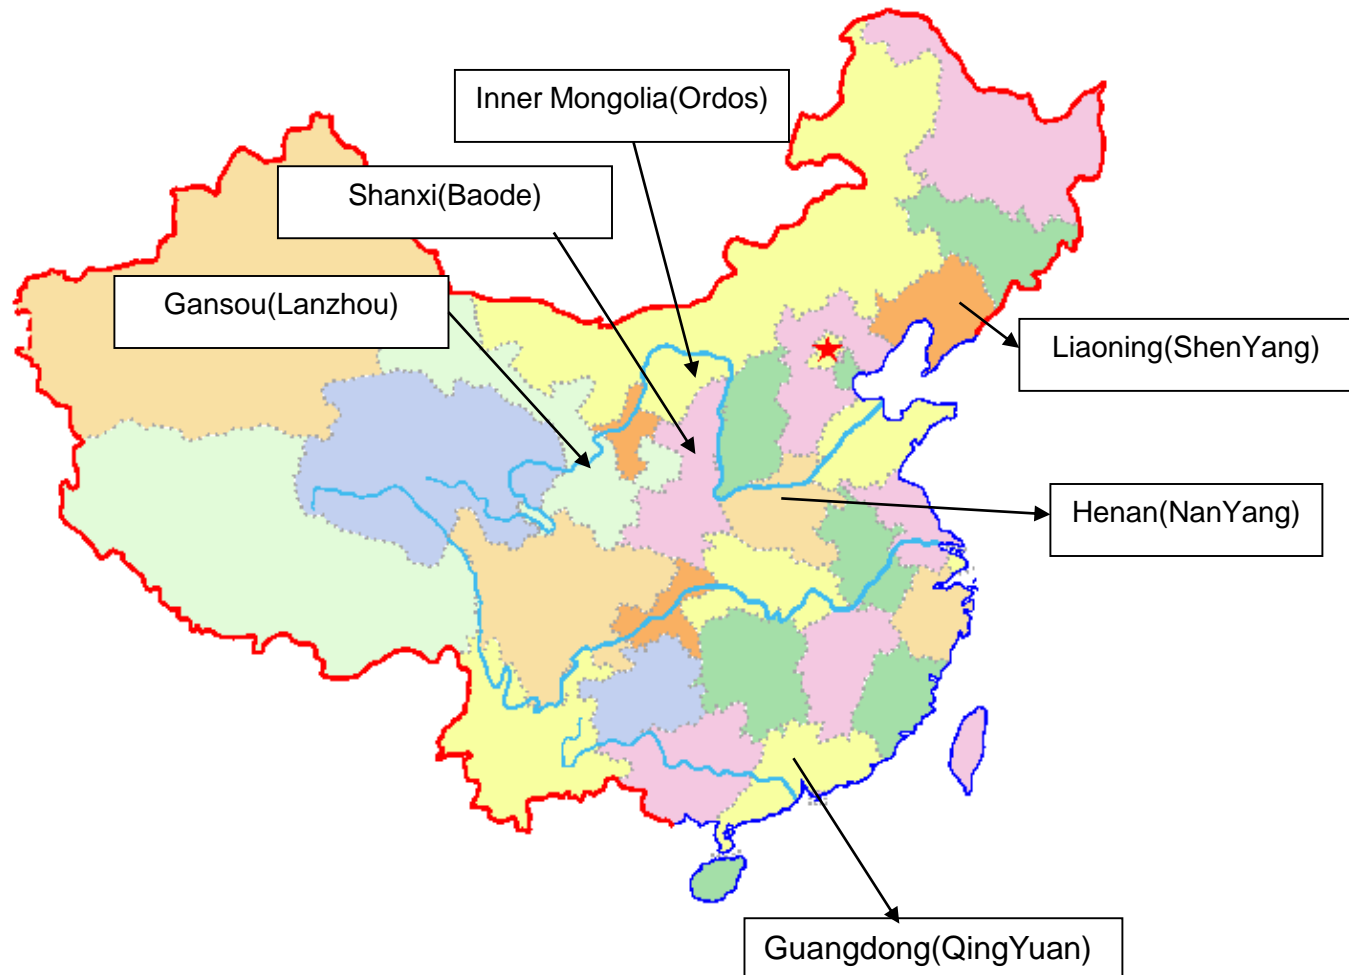 Inner Mongolia(Ordos)
Shanxi(Baode)
Gansou(Lanzhou)
Liaoning(ShenYang)
Henan(NanYang)
Guangdong(QingYuan)